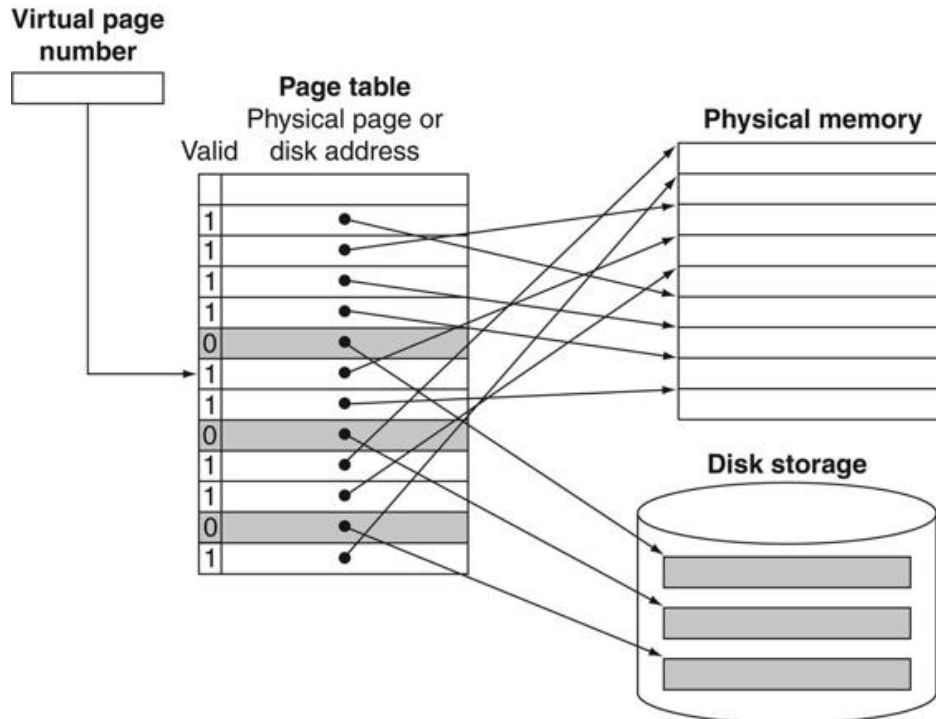 Virtual page
number
Page table
Physical page or
Valid disk address
Physical memory
1
1
1
1
0
1
1
0
1
1
0
1
Disk storage